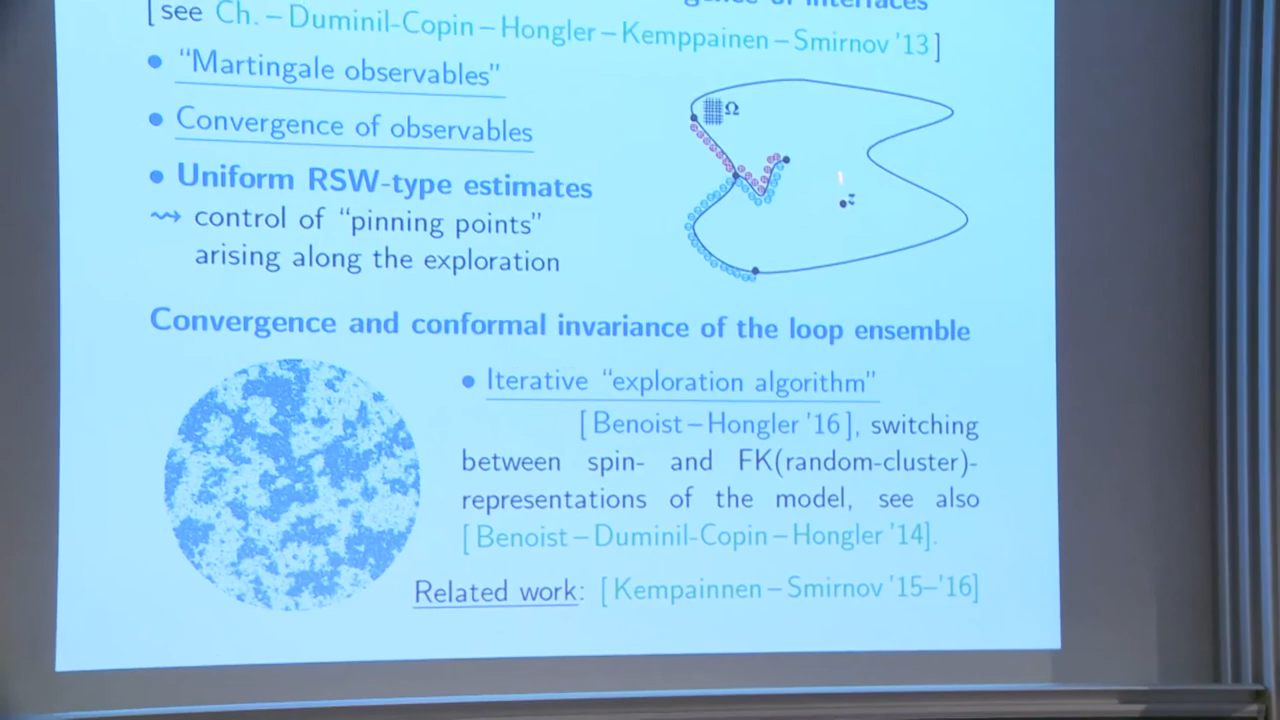 of interfaces
[see Ch. – Duminil-Copin – Hongler – Kemppainen – Smirnov '13]
• “Martingale observables”
• Convergence of observables
• Uniform RSW-type estimates
⇝ control of “pinning points”
arising along the exploration
Ω
z
Convergence and conformal invariance of the loop ensemble
• Iterative “exploration algorithm”
[Benoist – Hongler '16], switching
between spin- and FK(random-cluster)-
representations of the model, see also
[Benoist – Duminil-Copin – Hongler '14].
Related work: [Kempainnen – Smirnov '15–'16]